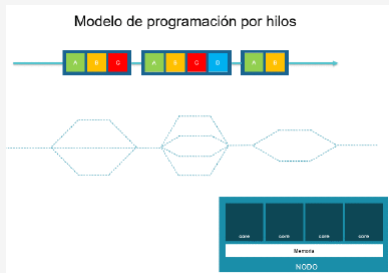 Modelo de programación por hilos
A B C A B C D A B
core core core core
Memoria
NODO